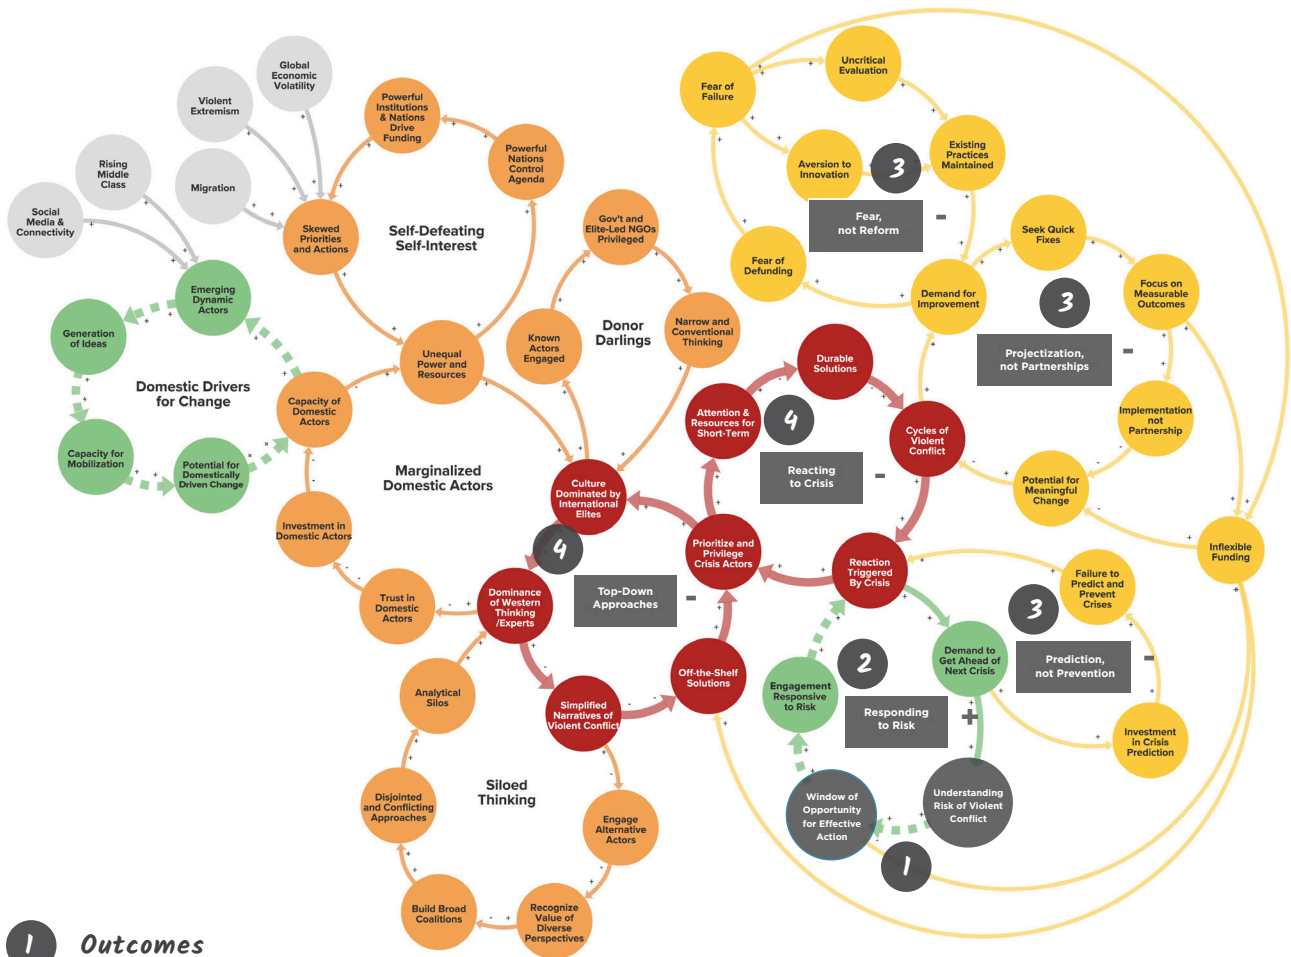 Global
Economic
Volatility
Violent
Extremism
Rising
Middle
Class
Migration
Social
Media &
Connectivity
Powerful
Institutions
& Nations
Drive
Funding
Powerful
Nations
Control
Agenda
Skewed
Priorities
and Actions
Self-Defeating
Self-Interest
Emerging
Dynamic
Actors
Generation
of Ideas
Domestic Drivers
for Change
Capacity for
Mobilization
Potential for
Domestically
Driven Change
Capacity of
Domestic
Actors
Unequal
Power and
Resources
Gov't and
Elite-Led NGOs
Privileged
Known
Actors
Engaged
Donor
Darlings
Narrow and
Conventional
Thinking
Marginalized
Domestic Actors
Investment in
Domestic Actors
Trust in
Domestic
Actors
Culture
Dominated by
International
Elites
4
Dominance
of Western
Thinking
/Experts
Top-Down
Approaches
-
Simplified
Narratives of
Violent Conflict
Off-the-Shelf
Solutions
Prioritize and
Privilege
Crisis Actors
Attention &
Resources for
Short-Term
4
Durable
Solutions
Reacting
to Crisis
-
Cycles of
Violent
Conflict
Reaction
Triggered
By Crisis
Analytical
Silos
Siloed
Thinking
Disjointed
and Conflicting
Approaches
Build Broad
Coalitions
Recognize
Value of
Diverse
Perspectives
Engage
Alternative
Actors
Fear of
Failure
Uncritical
Evaluation
Aversion to
Innovation
3
Existing
Practices
Maintained
Fear,
not Reform
-
Fear of
Defunding
Demand for
Improvement
Seek Quick
Fixes
Focus on
Measurable
Outcomes
3
Projectization,
not Partnerships
-
Implementation
not
Partnership
Potential for
Meaningful
Change
Inflexible
Funding
Failure to
Predict and
Prevent
Crises
3
Prediction,
not Prevention
-
Investment
in Crisis
Prediction
Demand to
Get Ahead of
Next Crisis
2
Responding
to Risk
+
Engagement
Responsive
to Risk
Window of
Opportunity
for Effective
Action
Understanding
Risk of Violent
Conflict
1
1 Outcomes